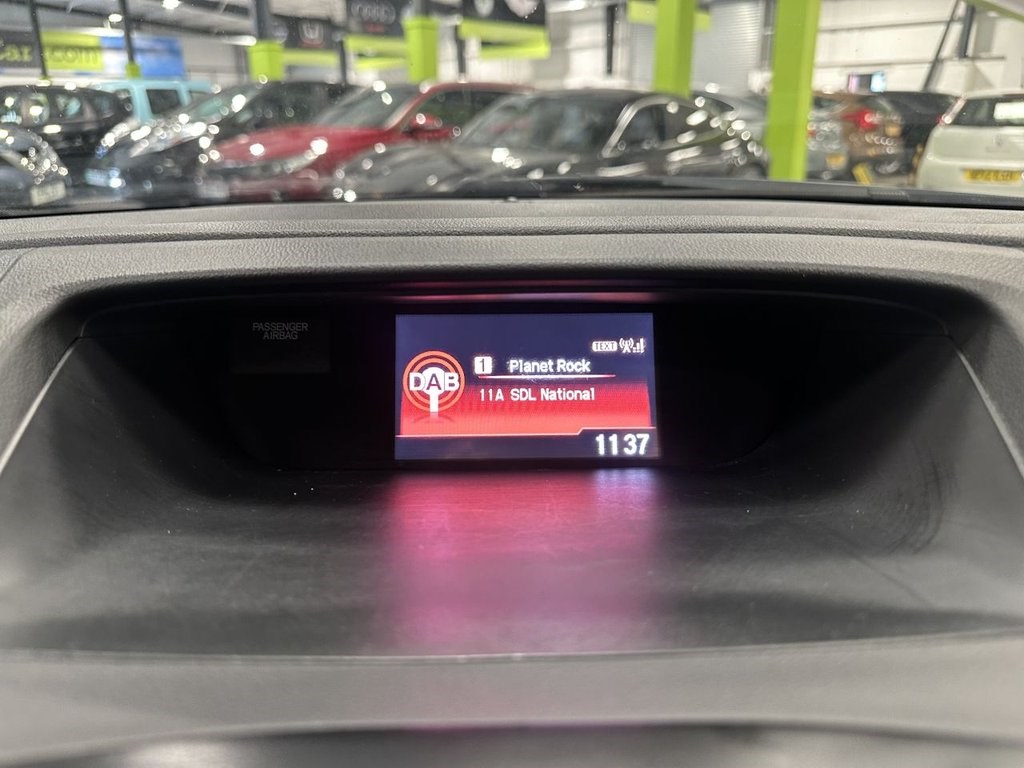 PASSENGER
AIRBAG
TEXT
DAB
1 Planet Rock
11A SDL National
1137